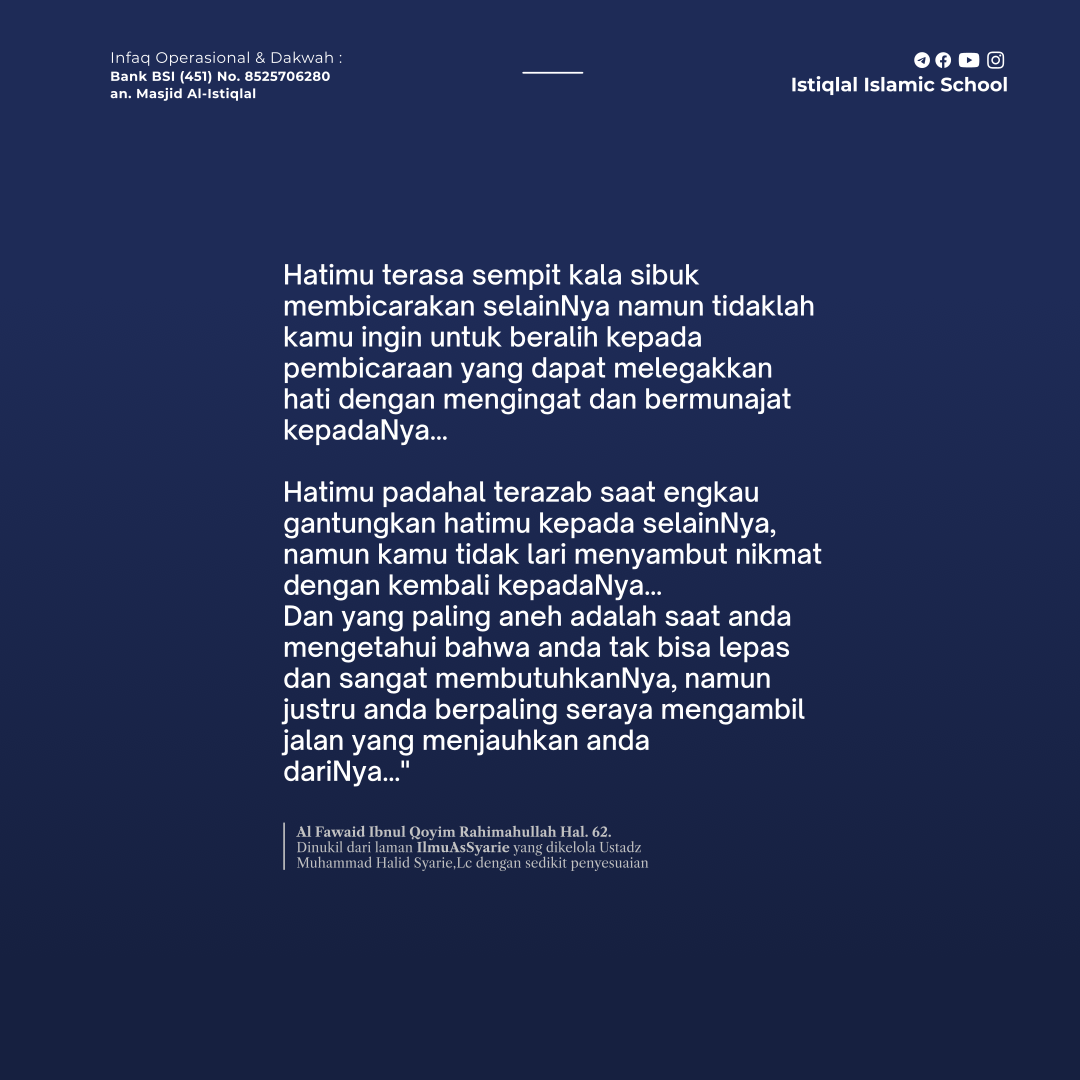 Infaq Operasional & Dakwah :
Bank BSI (451) No. 8525706280
an. Masjid Al-Istiqlal
Istiqlal Islamic School
Hatimu terasa sempit kala sibuk
membicarakan selainNya namun tidaklah
kamu ingin untuk beralih kepada
pembicaraan yang dapat melegakkan
hati dengan mengingat dan bermunajat
kepadaNya...
Hatimu padahal terazab saat engkau
gantungkan hatimu kepada selainNya,
namun kamu tidak lari menyambut nikmat
dengan kembali kepadaNya...
Dan yang paling aneh adalah saat anda
mengetahui bahwa anda tak bisa lepas
dan sangat membutuhkanNya, namun
justru anda berpaling seraya mengambil
jalan yang menjauhkan anda
dariNya..."
Al Fawaid Ibnul Qoyim Rahimahullah Hal. 62.
Dinukil dari laman IlmuAsSyarie yang dikelola Ustadz
Muhammad Halid Syarie,Lc dengan sedikit penyesuaian